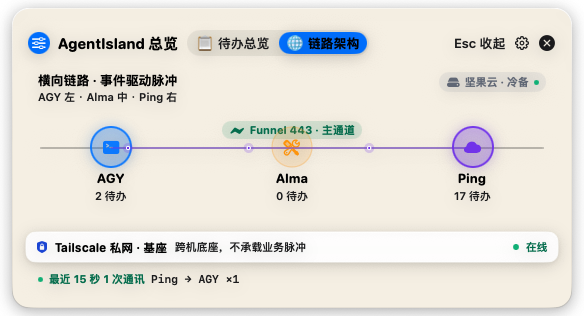 AgentIsland 总览
待办总览
链路架构
Esc 收起
横向链路 · 事件驱动脉冲
AGY 左 · Alma 中 · Ping 右
坚果云 · 冷备
Funnel 443 · 主通道
AGY
2 待办
Alma
0 待办
Ping
17 待办
Tailscale 私网 · 基座 跨机底座，不承载业务脉冲
在线
最近 15 秒 1 次通讯 Ping → AGY ×1